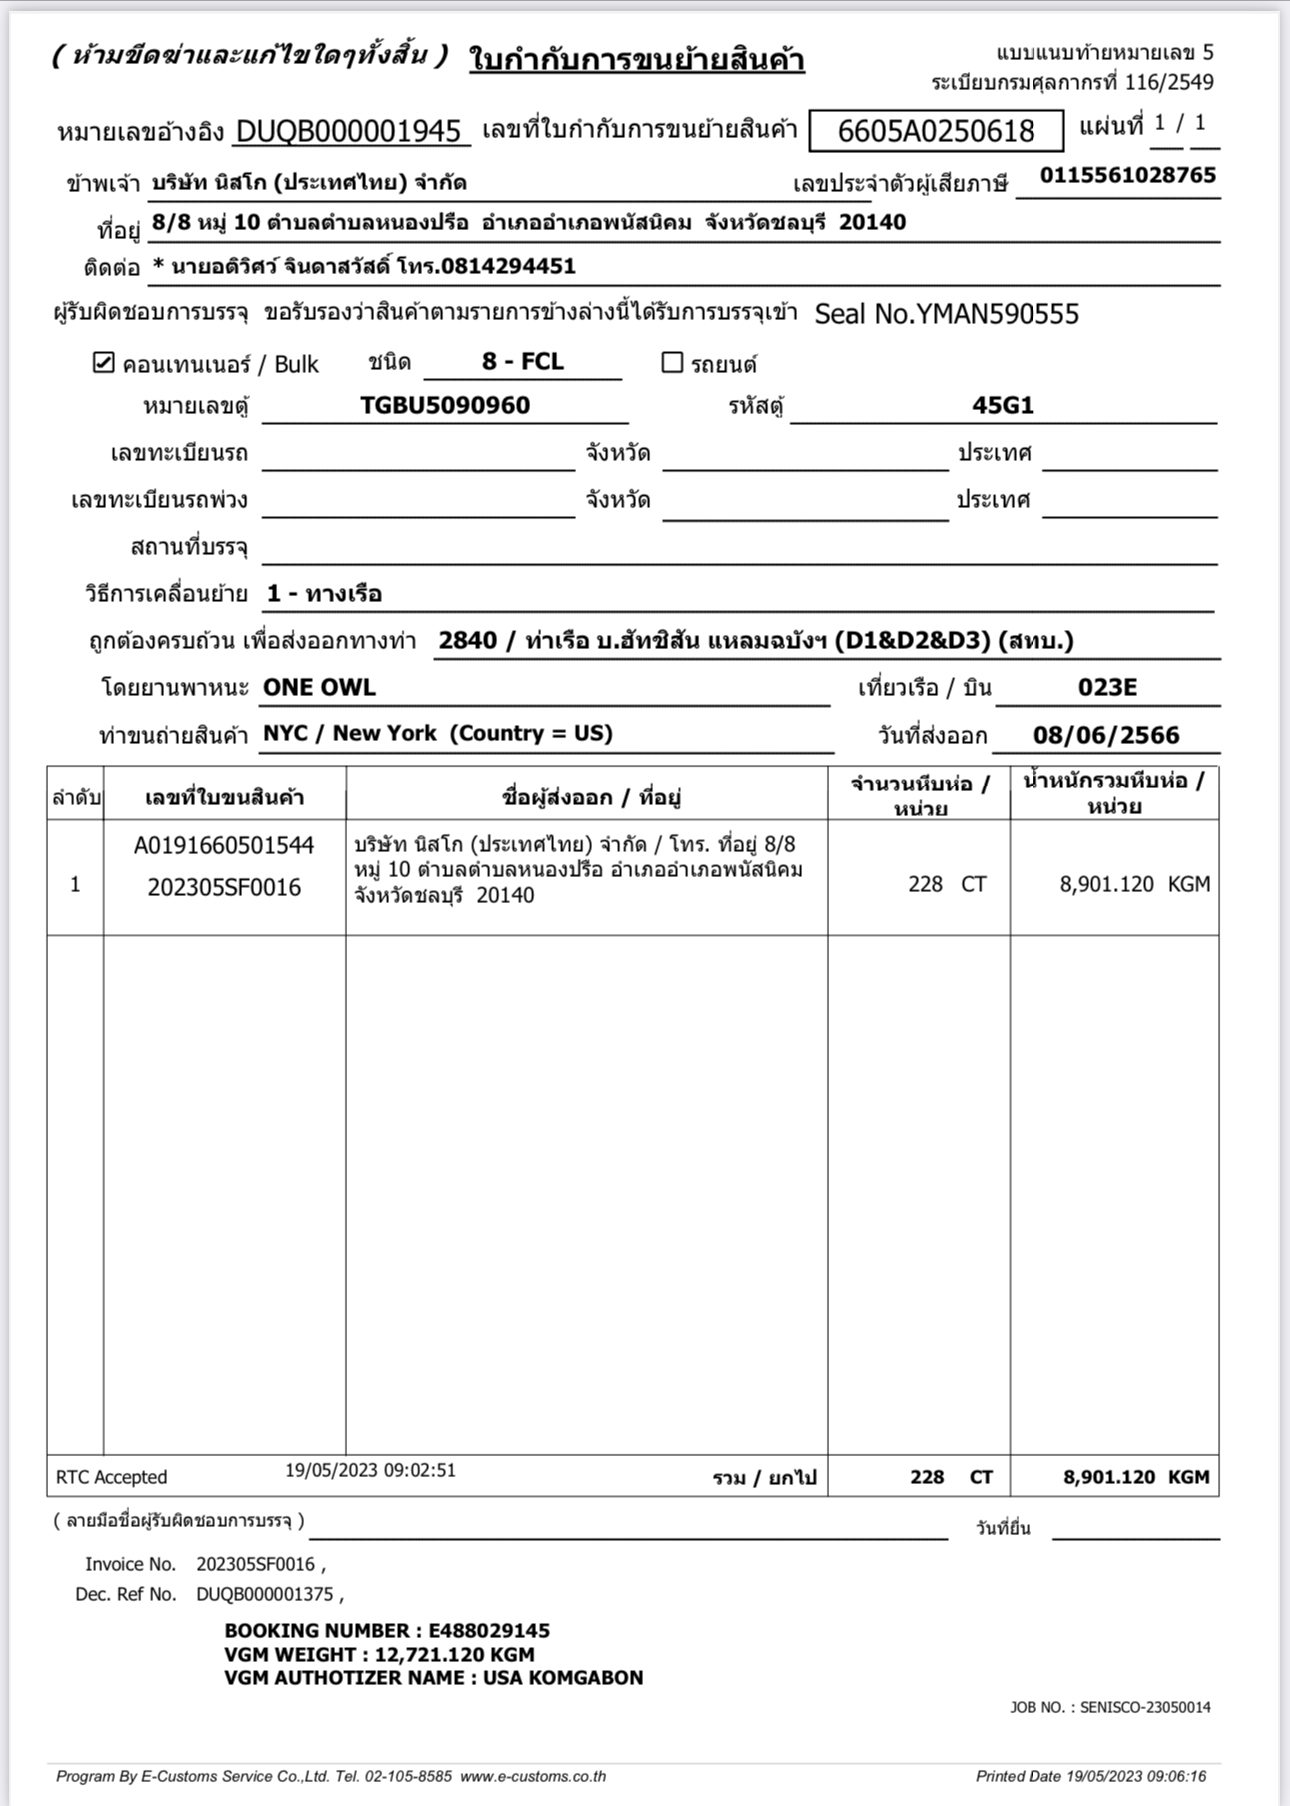 ( ห้ามขีดฆ่าและแก้ไขใดๆทั้งสิ้น ) ใบกำกับการขนย้ายสินค้า
แบบแนบท้ายหมายเลข 5
ระเบียบกรมศุลกากรที่ 116/2549
หมายเลขอ้างอิง DUQB000001945 เลขที่ใบกำกับการขนย้ายสินค้า 6605A0250618 แผ่นที่ 1 / 1
ข้าพเจ้า บริษัท นิสโก (ประเทศไทย) จำกัด เลขประจำตัวผู้เสียภาษี 0115561028765
ที่อยู่ 8/8 หมู่ 10 ตำบลตำบลหนองปรือ อำเภออำเภอพนัสนิคม จังหวัดชลบุรี 20140
ติดต่อ * นายอติวิศว์ จินดาสวัสดิ์ โทร.0814294451
ผู้รับผิดชอบการบรรจุ ขอรับรองว่าสินค้าตามรายการข้างล่างนี้ได้รับการบรรจุเข้า Seal No.YMAN590555
คอนเทนเนอร์ / Bulk ชนิด 8 - FCL รถยนต์
หมายเลขตู้ TGBU5090960 รหัสตู้ 45G1
เลขทะเบียนรถ จังหวัด ประเทศ
เลขทะเบียนรถพ่วง จังหวัด ประเทศ
สถานที่บรรจุ
วิธีการเคลื่อนย้าย 1 - ทางเรือ
ถูกต้องครบถ้วน เพื่อส่งออกทางท่า 2840 / ท่าเรือ บ.ฮัทชิสัน แหลมฉบังฯ (D1&D2&D3) (สทบ.)
โดยยานพาหนะ ONE OWL เที่ยวเรือ / บิน 023E
ท่าขนถ่ายสินค้า NYC / New York (Country = US) วันที่ส่งออก 08/06/2566
ลำดับ เลขที่ใบขนสินค้า ชื่อผู้ส่งออก / ที่อยู่ จำนวนหีบห่อ / หน่วย น้ำหนักรวมหีบห่อ / หน่วย
A0191660501544 บริษัท นิสโก (ประเทศไทย) จำกัด / โทร. ที่อยู่ 8/8
หมู่ 10 ตำบลตำบลหนองปรือ อำเภออำเภอพนัสนิคม
1 202305SF0016 จังหวัดชลบุรี 20140 228 CT 8,901.120 KGM
RTC Accepted 19/05/2023 09:02:51 รวม / ยกไป 228 CT 8,901.120 KGM
( ลายมือชื่อผู้รับผิดชอบการบรรจุ ) วันที่ยื่น
Invoice No. 202305SF0016 ,
Dec. Ref No. DUQB000001375 ,
BOOKING NUMBER : E488029145
VGM WEIGHT : 12,721.120 KGM
VGM AUTHOTIZER NAME : USA KOMGABON
JOB NO. : SENISCO-23050014
Program By E-Customs Service Co.,Ltd. Tel. 02-105-8585 www.e-customs.co.th Printed Date 19/05/2023 09:06:16